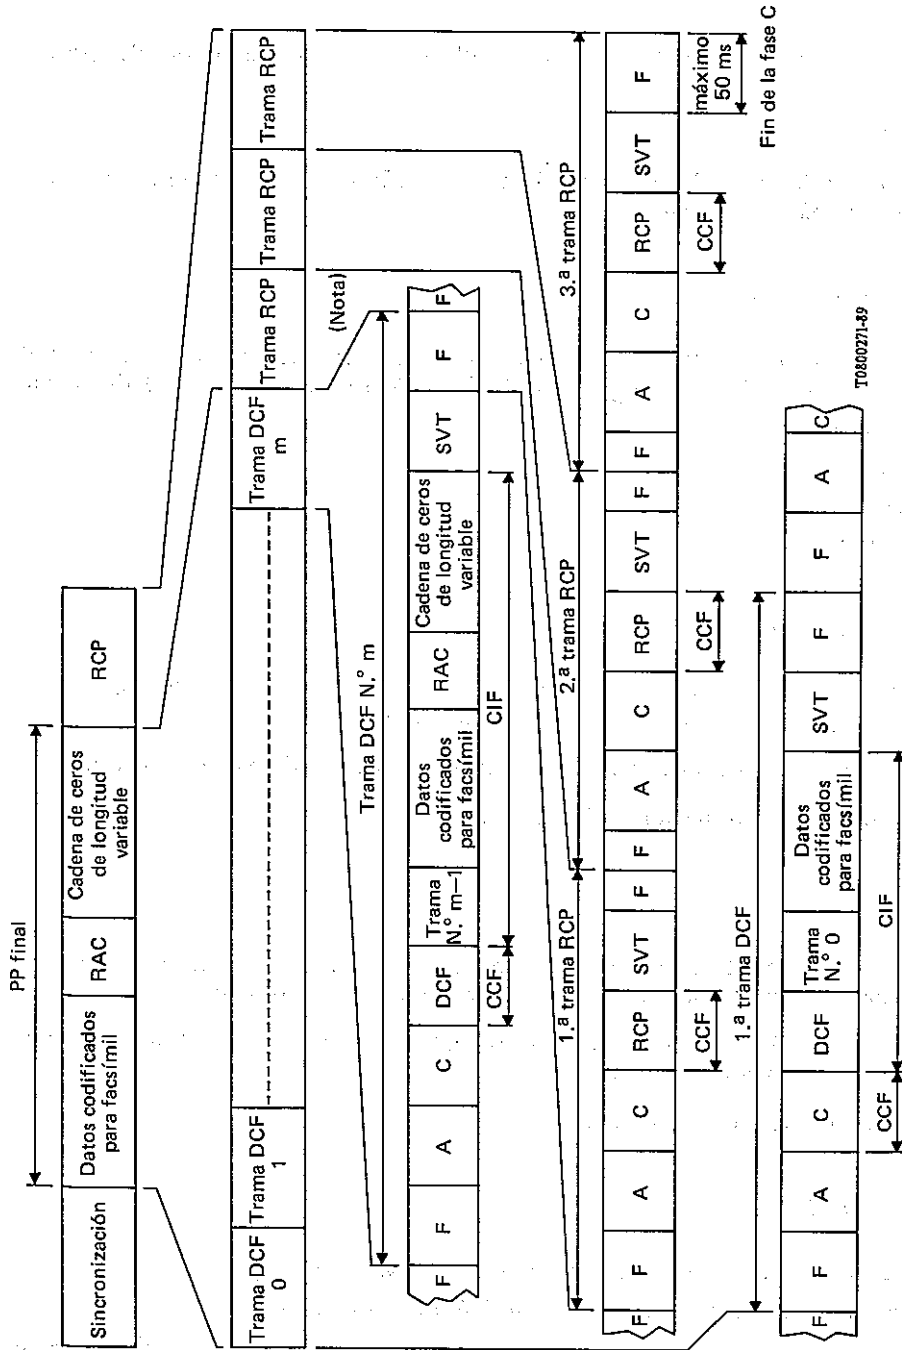 PP final
Sincronización
Datos codificados
para facsímil
RAC
Cadena de ceros
de longitud
variable
RCP
Trama DCF
0
Trama DCF
1
Trama DCF
m
Trama RCP
Trama RCP
Trama RCP
(Nota)
Trama DCF N.° m
F
F
A
C
DCF
Trama
N.° m–1
Datos
codificados
para facsímil
RAC
Cadena de ceros
de longitud
variable
SVT
F
F
CCF
CIF
1.ª trama RCP
2.ª trama RCP
3.ª trama RCP
F
F
A
C
RCP
SVT
F
F
A
C
RCP
SVT
F
F
A
C
RCP
SVT
F
CCF
CCF
CCF
máximo
50 ms
Fin de la fase C
1.ª trama DCF
F
F
A
C
DCF
Trama
N.° 0
Datos
codificados
para facsímil
SVT
F
F
A
C
CCF
CIF
T0800271-89